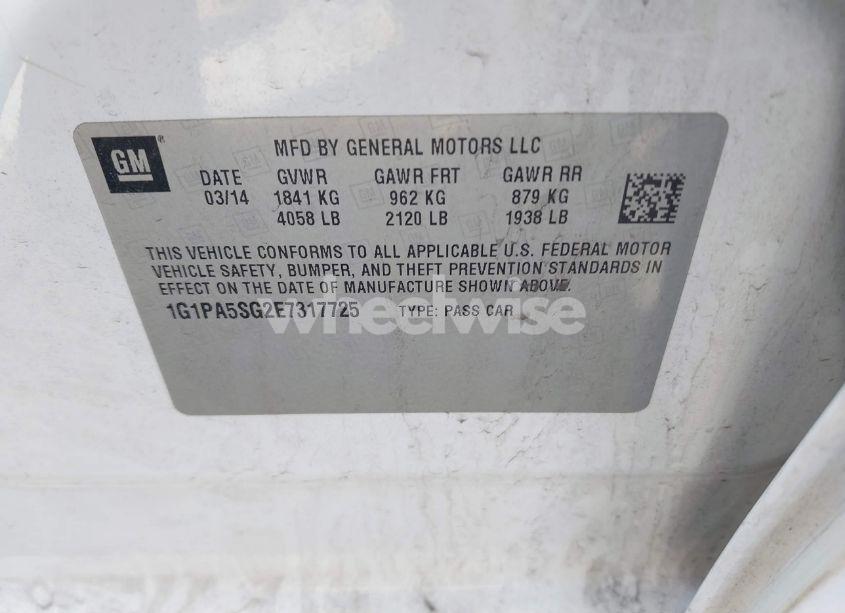 GM
MFD BY GENERAL MOTORS LLC
DATE GVWR GAWR FRT GAWR RR
03/14 1841 KG 962 KG 879 KG
4058 LB 2120 LB 1938 LB
THIS VEHICLE CONFORMS TO ALL APPLICABLE U.S. FEDERAL MOTOR
VEHICLE SAFETY, BUMPER, AND THEFT PREVENTION STANDARDS IN
EFFECT ON THE DATE OF MANUFACTURE SHOWN ABOVE.
1G1PA5SG2E7317725 TYPE: PASS CAR
wheelwise